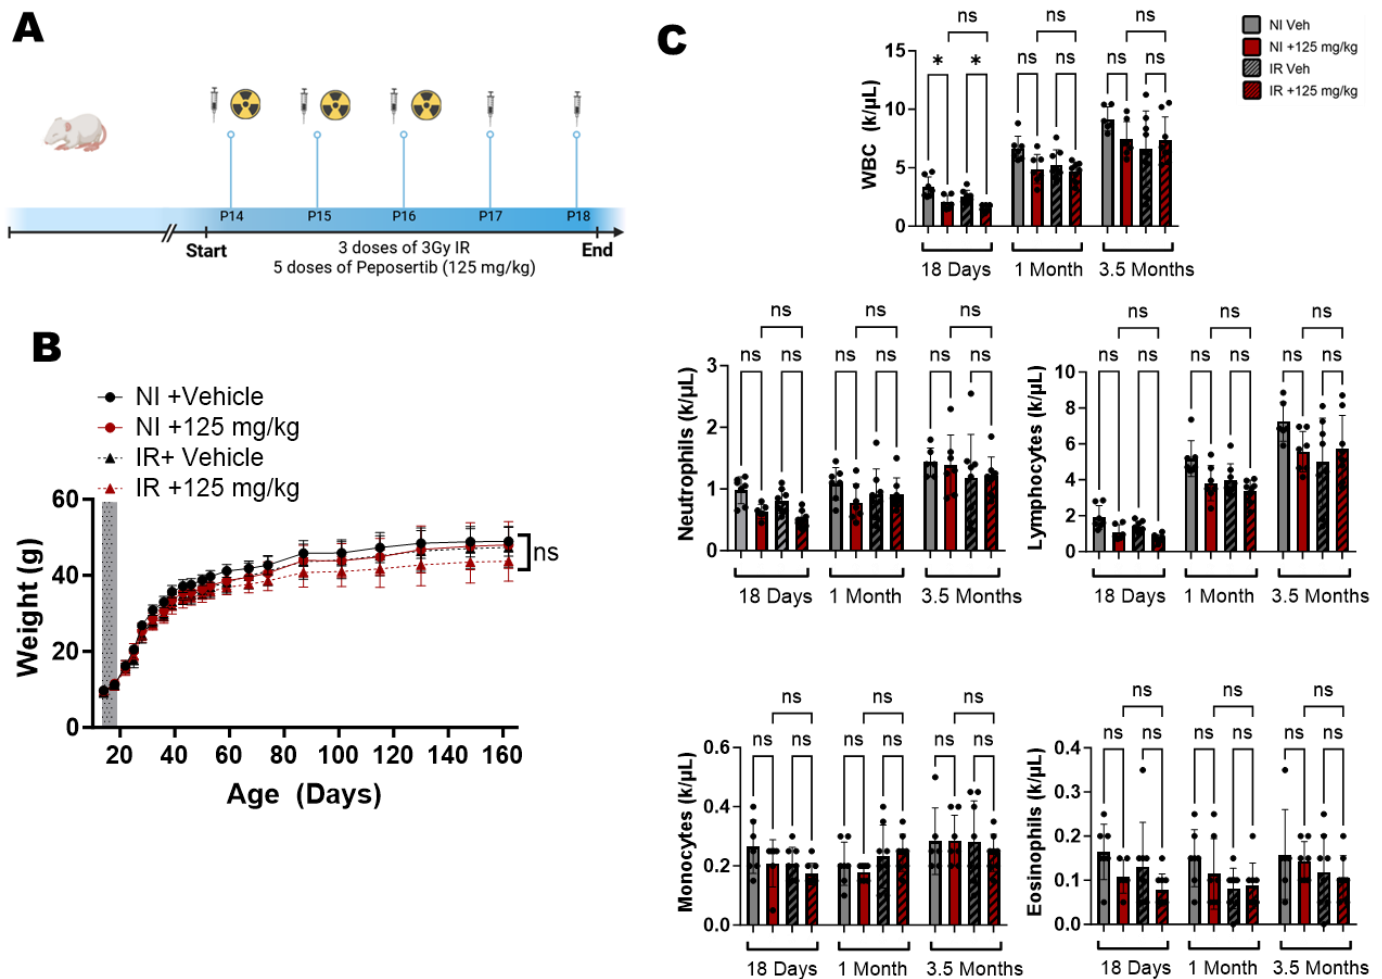 A
P14
P15
P16
P17
P18
Start
3 doses of 3Gy IR
5 doses of Peposertib (125 mg/kg)
End
B
NI +Vehicle
NI +125 mg/kg
IR+ Vehicle
IR +125 mg/kg
Weight (g)
60
40
20
0
ns
20 40 60 80 100 120 140 160
Age (Days)
C
NI Veh
NI +125 mg/kg
IR Veh
IR +125 mg/kg
WBC (k/µL)
15
10
5
0
ns ns ns
* * ns ns ns ns
18 Days 1 Month 3.5 Months
Neutrophils (k/µL)
3
2
1
0
ns ns ns
ns ns ns ns ns ns
18 Days 1 Month 3.5 Months
Lymphocytes (k/µL)
10
8
6
4
2
0
ns ns ns
ns ns ns ns ns ns
18 Days 1 Month 3.5 Months
Monocytes (k/µL)
0.6
0.4
0.2
0.0
ns ns ns
ns ns ns ns ns ns
18 Days 1 Month 3.5 Months
Eosinophils (k/µL)
0.4
0.3
0.2
0.1
0.0
ns ns ns
ns ns ns ns ns ns
18 Days 1 Month 3.5 Months